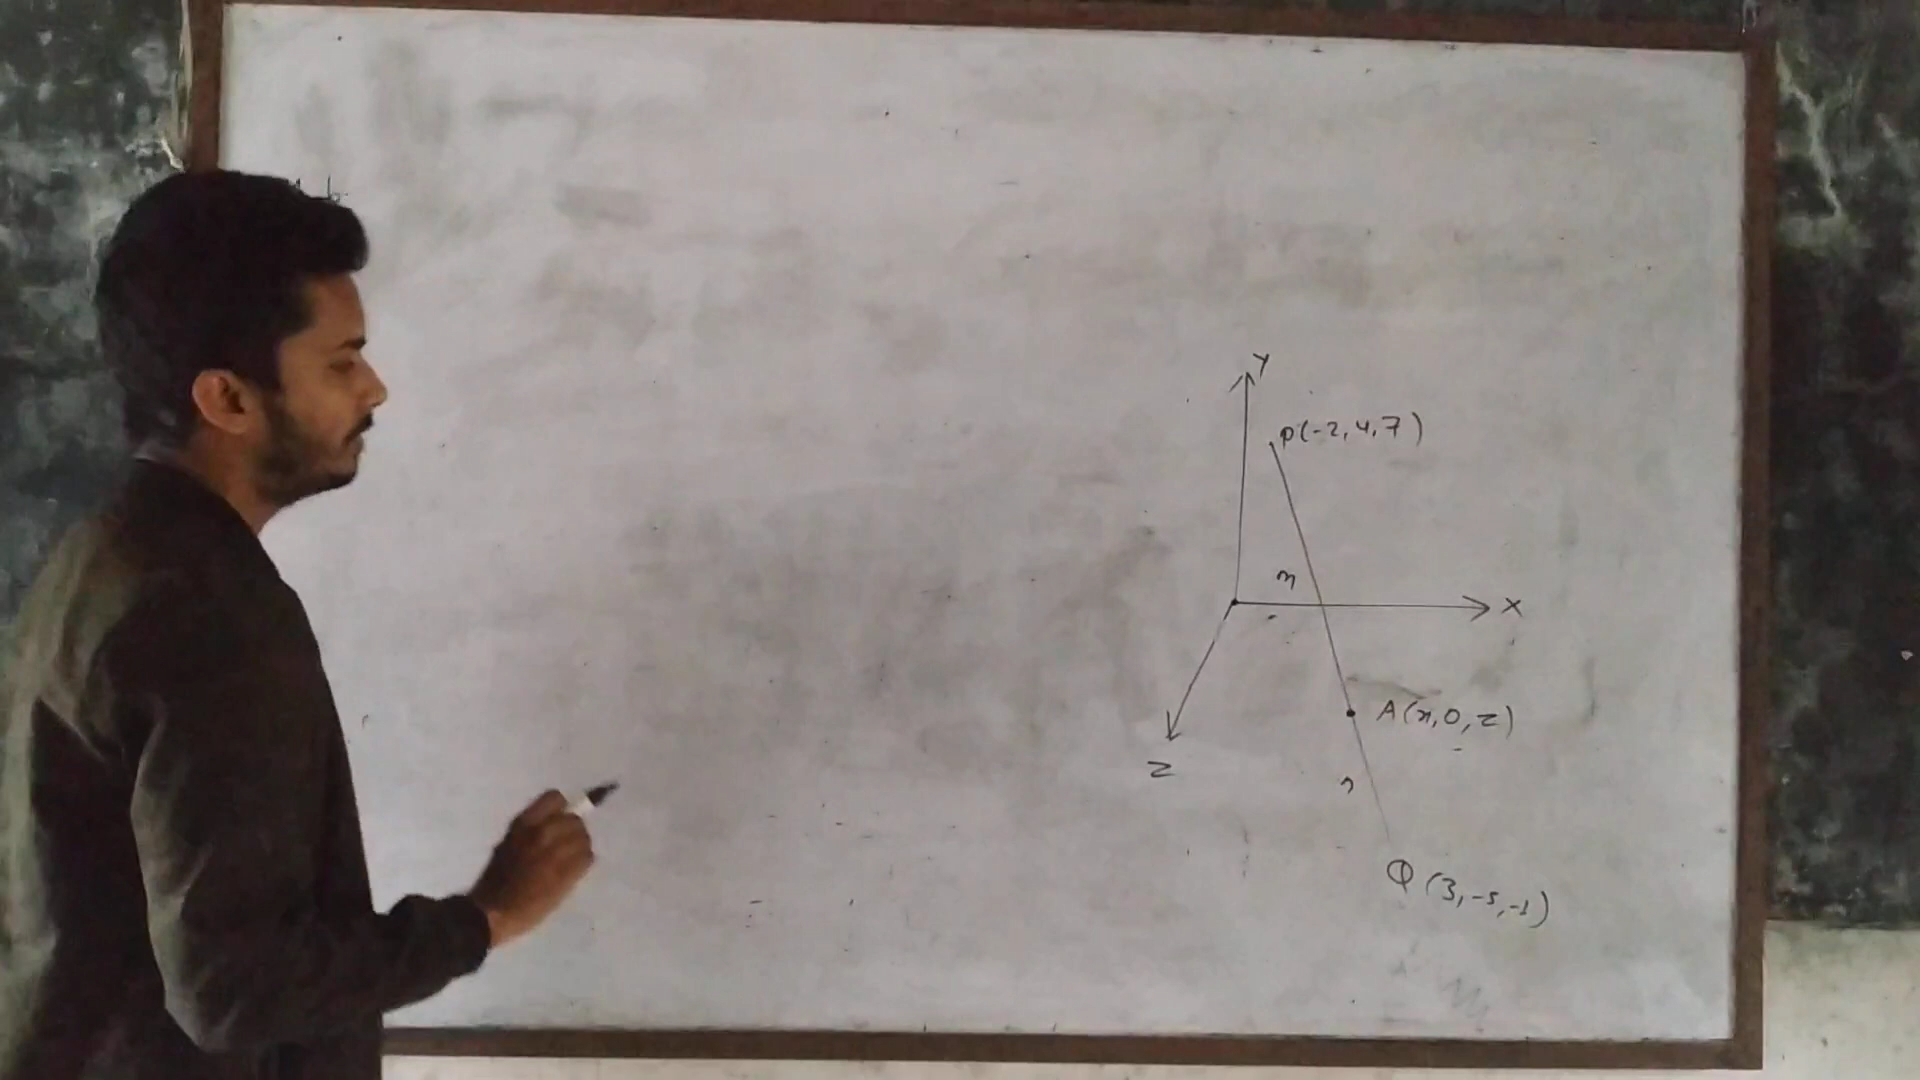 Y
P(-2,4,7)
m
X
A(x,0,z)
Z
n
Q(3,-5,-1)